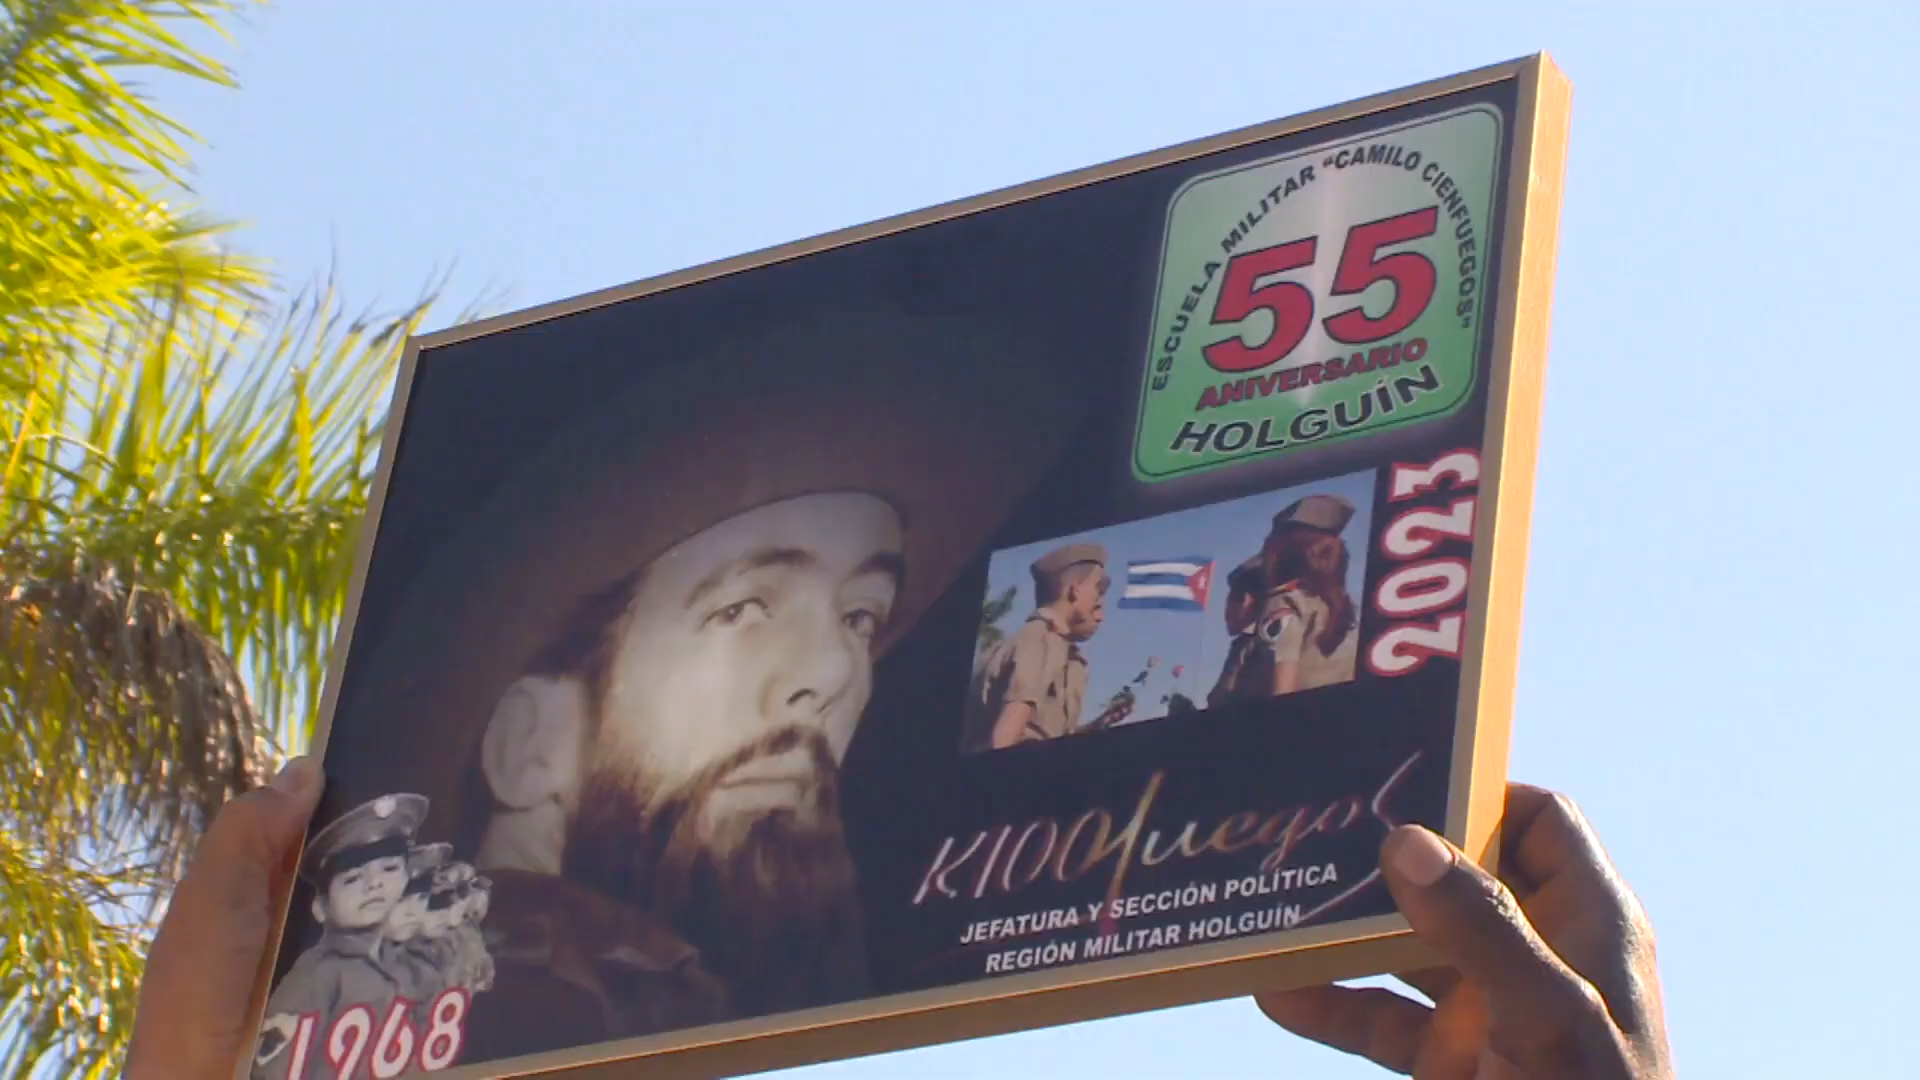 ESCUELA MILITAR “CAMILO CIENFUEGOS”
55
ANIVERSARIO
HOLGUÍN
2023
K100fuegos
JEFATURA Y SECCIÓN POLÍTICA
REGIÓN MILITAR HOLGUÍN
1968